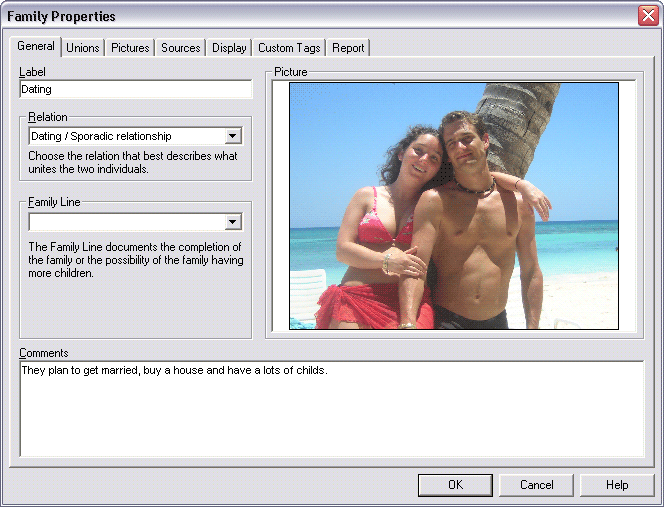 Family Properties
General Unions Pictures Sources Display Custom Tags Report
Label
Dating
Relation
Dating / Sporadic relationship
Choose the relation that best describes what
unites the two individuals.
Family Line
The Family Line documents the completion of
the family or the possibility of the family having
more children.
Picture
Comments
They plan to get married, buy a house and have a lots of childs.
OK Cancel Help